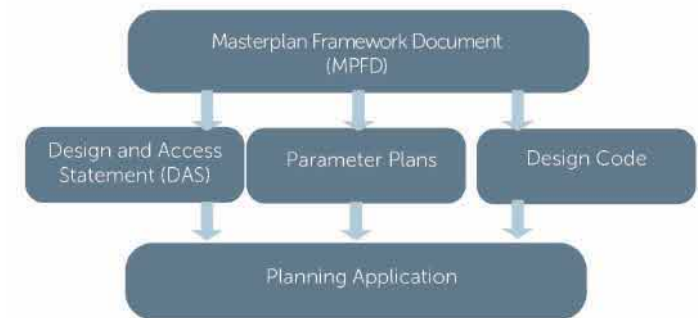 Masterplan Framework Document
(MPFD)
Design and Access
Statement (DAS)
Parameter Plans
Design Code
Planning Application